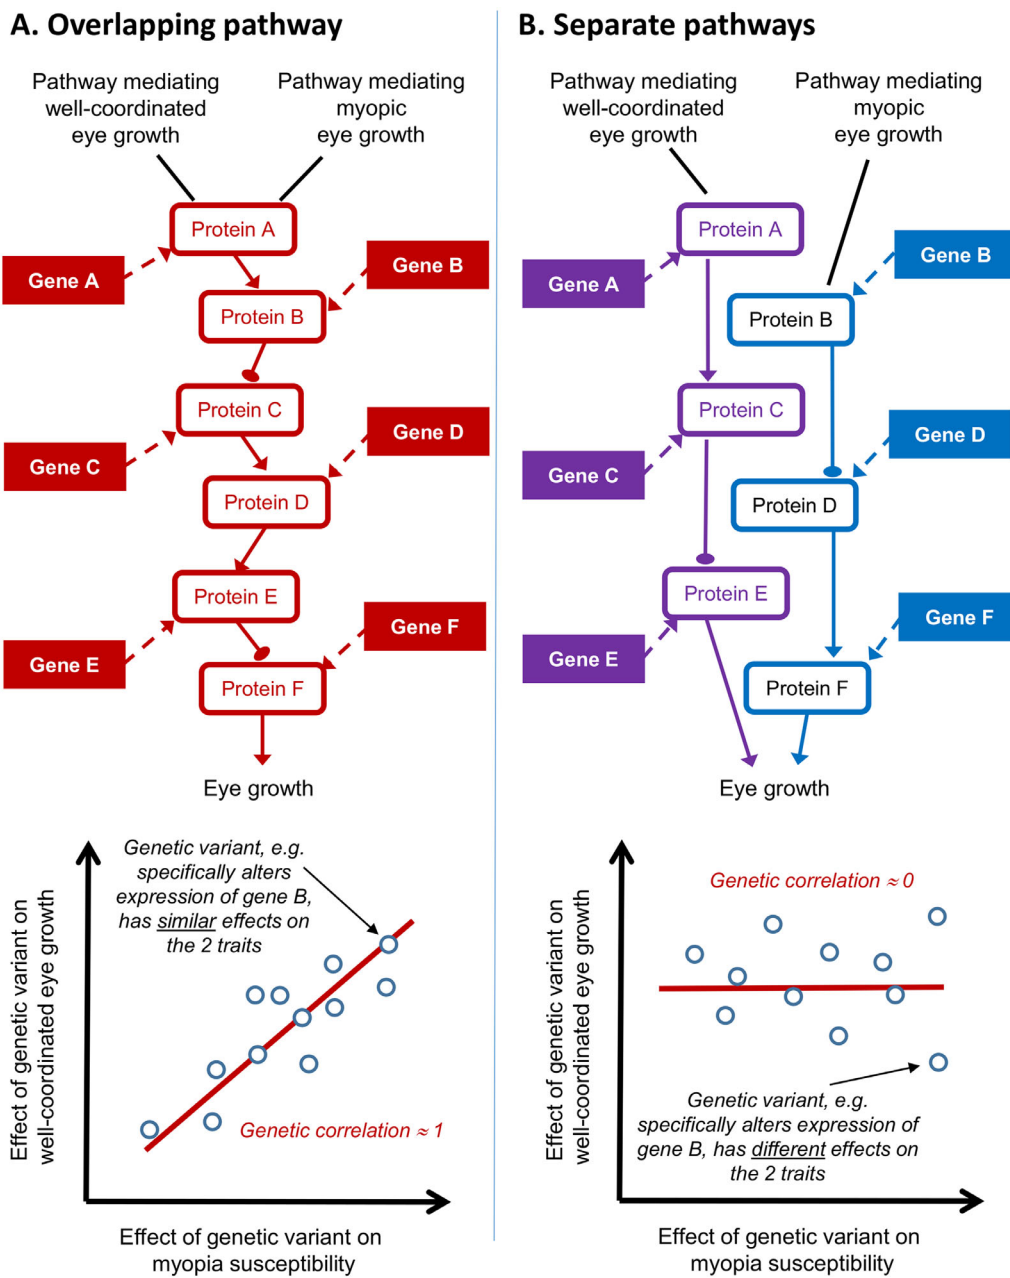 A. Overlapping pathway
Pathway mediating
well-coordinated
eye growth
Pathway mediating
myopic
eye growth
Protein A
Gene A
Gene B
Protein B
Protein C
Gene C
Gene D
Protein D
Protein E
Gene E
Gene F
Protein F
Eye growth
Genetic variant, e.g.
specifically alters
expression of gene B,
has similar effects on
the 2 traits
Genetic correlation ≈ 1
Effect of genetic variant on
well-coordinated eye growth
Effect of genetic variant on
myopia susceptibility
B. Separate pathways
Pathway mediating
well-coordinated
eye growth
Pathway mediating
myopic
eye growth
Protein A
Gene A
Gene B
Protein B
Protein C
Gene C
Gene D
Protein D
Protein E
Gene E
Gene F
Protein F
Eye growth
Genetic correlation ≈ 0
Genetic variant, e.g.
specifically alters expression of
gene B, has different effects on
the 2 traits
Effect of genetic variant on
well-coordinated eye growth
Effect of genetic variant on
myopia susceptibility